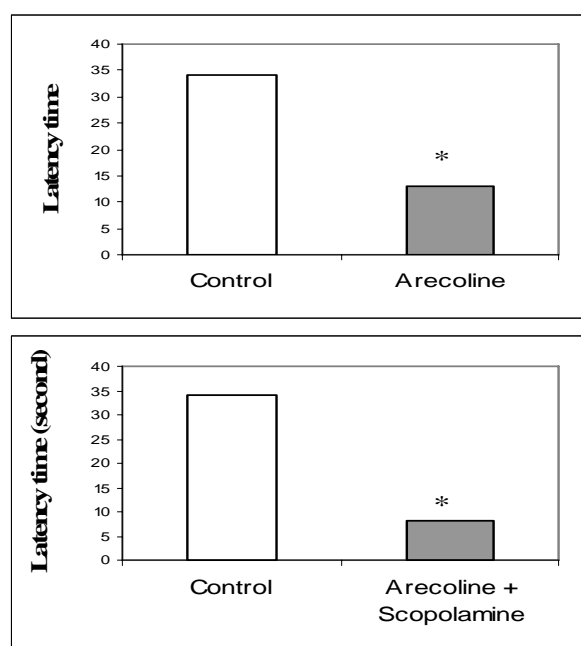 Latency time
40
35
30
25
20
15
10
5
0
*
Control
Arecoline
Latency time (second)
40
35
30
25
20
15
10
5
0
*
Control
Arecoline +
Scopolamine